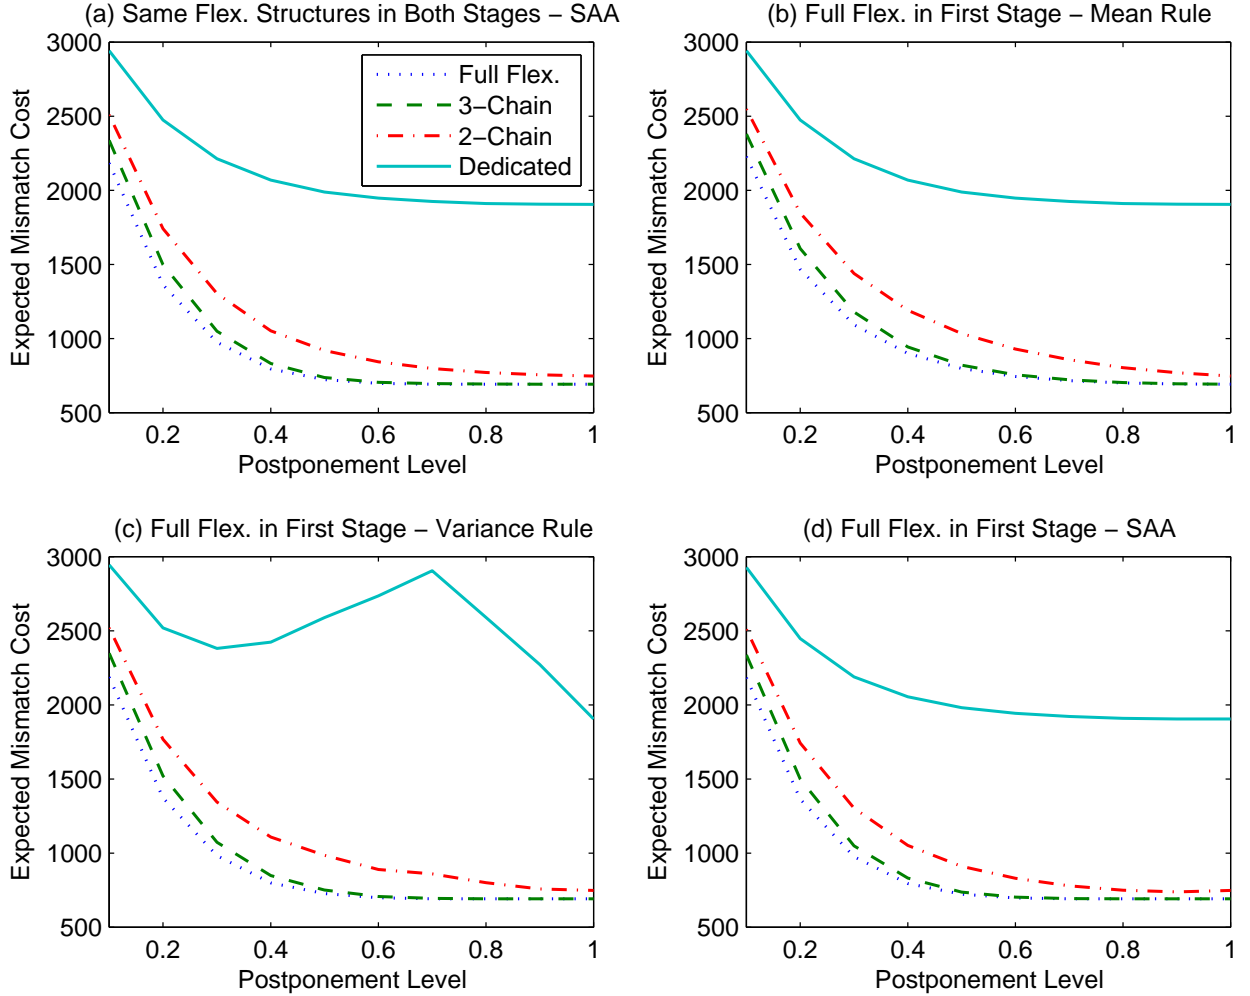 (a) Same Flex. Structures in Both Stages – SAA
3000
2500
2000
1500
1000
500
Expected Mismatch Cost
Full Flex.
3–Chain
2–Chain
Dedicated
0.2 0.4 0.6 0.8 1
Postponement Level
(b) Full Flex. in First Stage – Mean Rule
3000
2500
2000
1500
1000
500
Expected Mismatch Cost
0.2 0.4 0.6 0.8 1
Postponement Level
(c) Full Flex. in First Stage – Variance Rule
3000
2500
2000
1500
1000
500
Expected Mismatch Cost
0.2 0.4 0.6 0.8 1
Postponement Level
(d) Full Flex. in First Stage – SAA
3000
2500
2000
1500
1000
500
Expected Mismatch Cost
0.2 0.4 0.6 0.8 1
Postponement Level